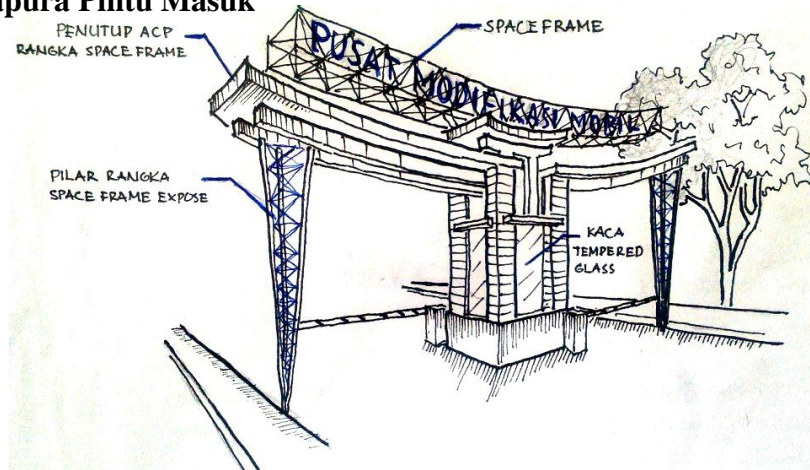 apura Pintu Masuk
PENUTUP ACP
RANGKA SPACE FRAME
SPACE FRAME
PUSAT MODIFIKASI MOBIL
PILAR RANGKA
SPACE FRAME EXPOSE
KACA
TEMPERED
GLASS